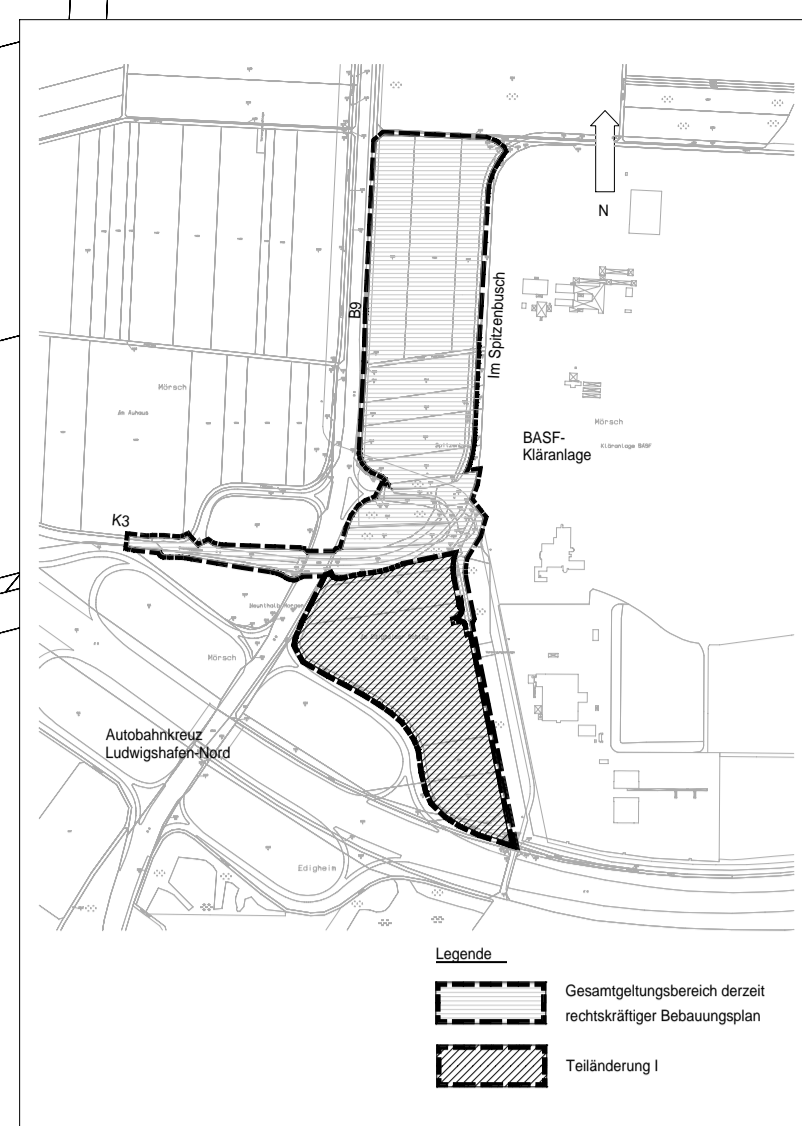 N
B9
Im Spitzenbusch
Mörsch
Am Auhaus
BASF-
Kläranlage
Mörsch
Kläranlage BASF
K3
Mörsch
Autobahnkreuz
Ludwigshafen-Nord
Edigheim
Legende
Gesamtgeltungsbereich derzeit
rechtskräftiger Bebauungsplan
Teiländerung I